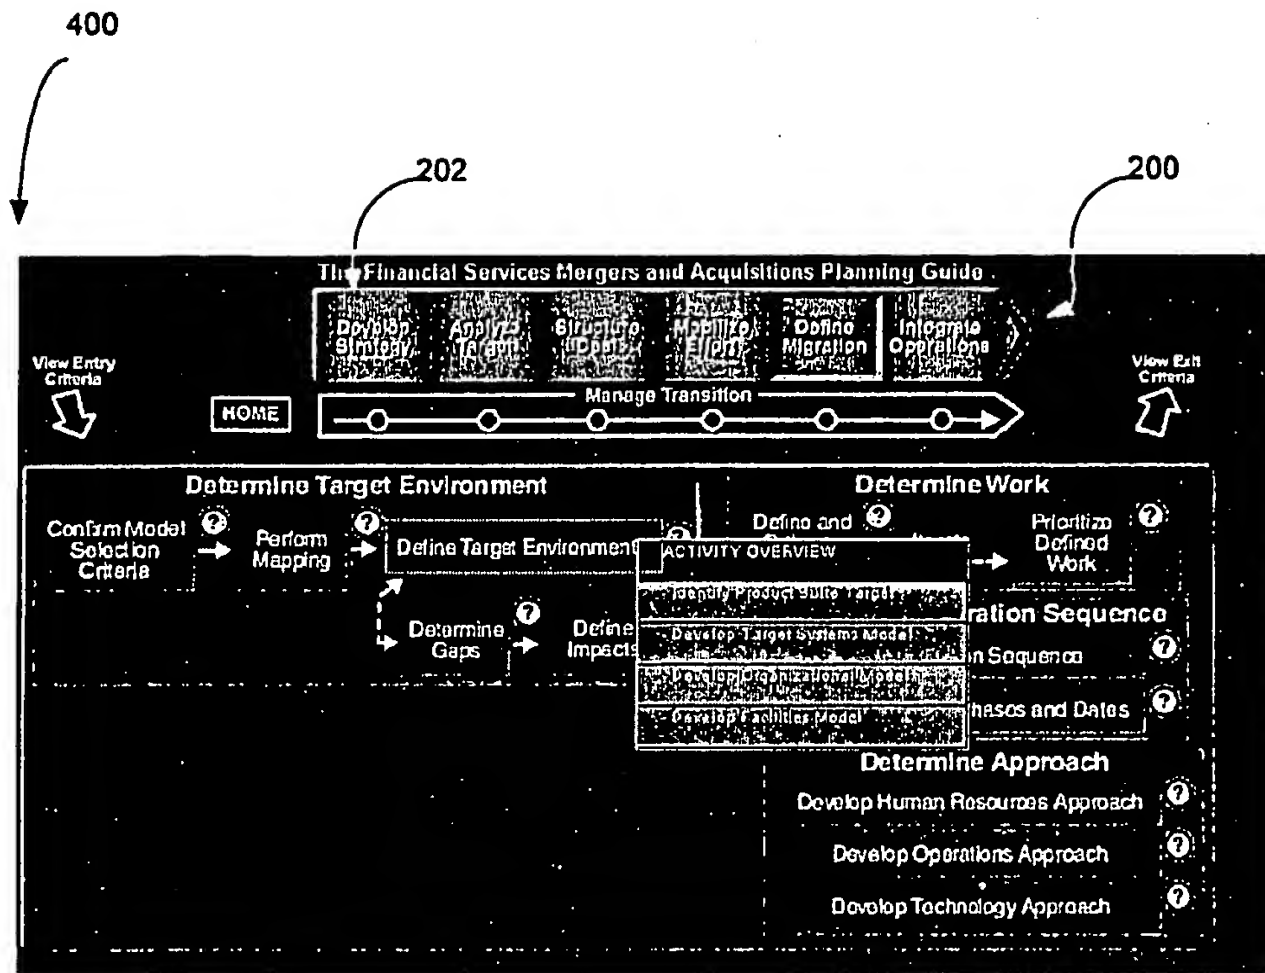 400
202
200
The Financial Services Mergers and Acquisitions Planning Guide
Develop
Strategy
Analyze
Target
Structure
Deal
Mobilize
Effort
Define
Migration
Integrate
Operations
View Entry
Criteria
View Exit
Criteria
HOME
Manage Transition
Determine Target Environment
Determine Work
Confirm Model
Selection
Criteria
?
Perform
Mapping
?
Define Target Environment
Define and
?
Prioritize
Defined
Work
?
ACTIVITY OVERVIEW
Identify Product Suite Target
Develop Target Systems Model
Develop Organizational Model
Develop Facilities Model
Determine
Gaps
?
Define
Impacts
ration Sequence
n Sequence
?
hases and Dates
?
Determine Approach
Develop Human Resources Approach
?
Develop Operations Approach
?
Develop Technology Approach
?